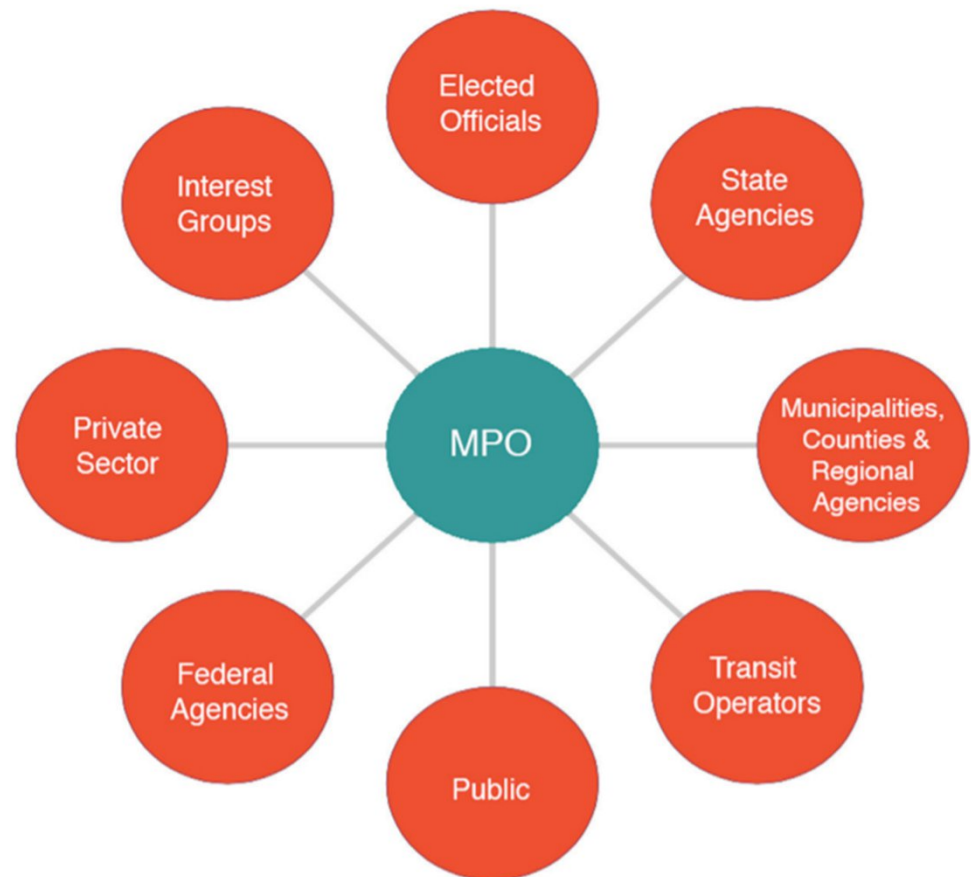 Elected
Officials
State
Agencies
Municipalities,
Counties &
Regional
Agencies
Transit
Operators
Public
Federal
Agencies
Private
Sector
Interest
Groups
MPO